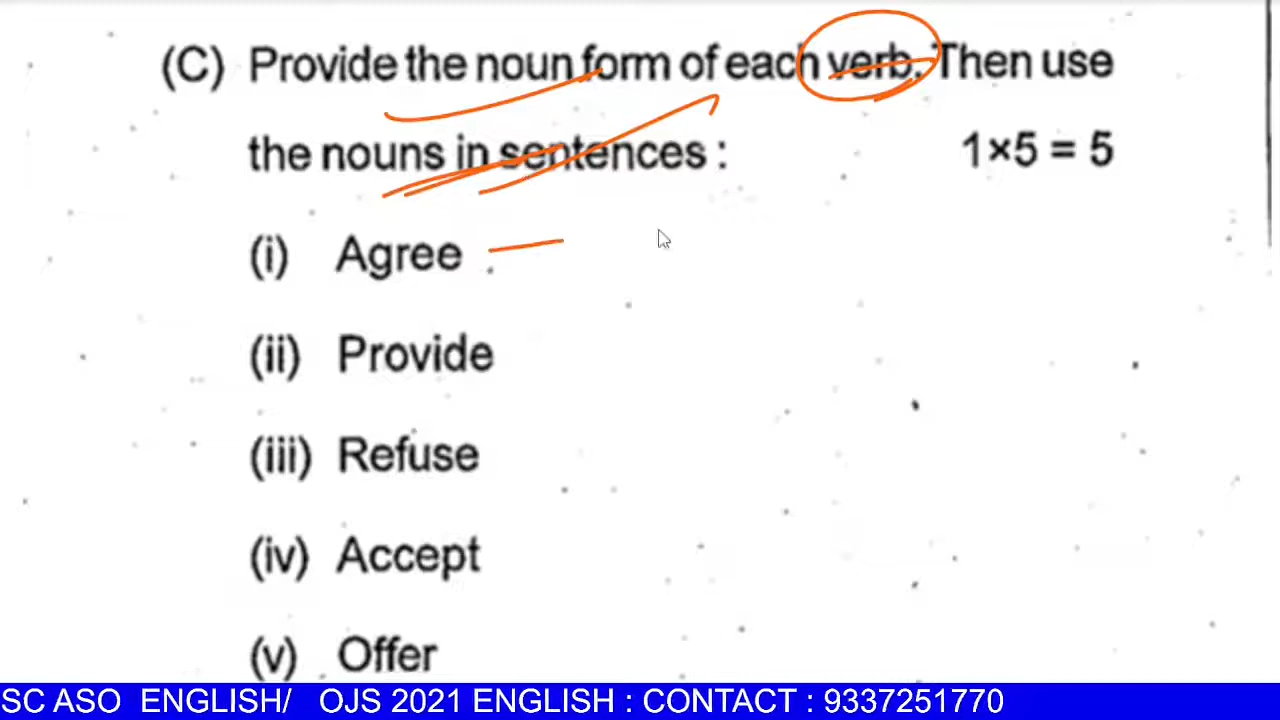 (C) Provide the noun form of each verb. Then use
the nouns in sentences : 1×5 = 5
(i) Agree
(ii) Provide
(iii) Refuse
(iv) Accept
(v) Offer
SC ASO ENGLISH/ OJS 2021 ENGLISH : CONTACT : 9337251770